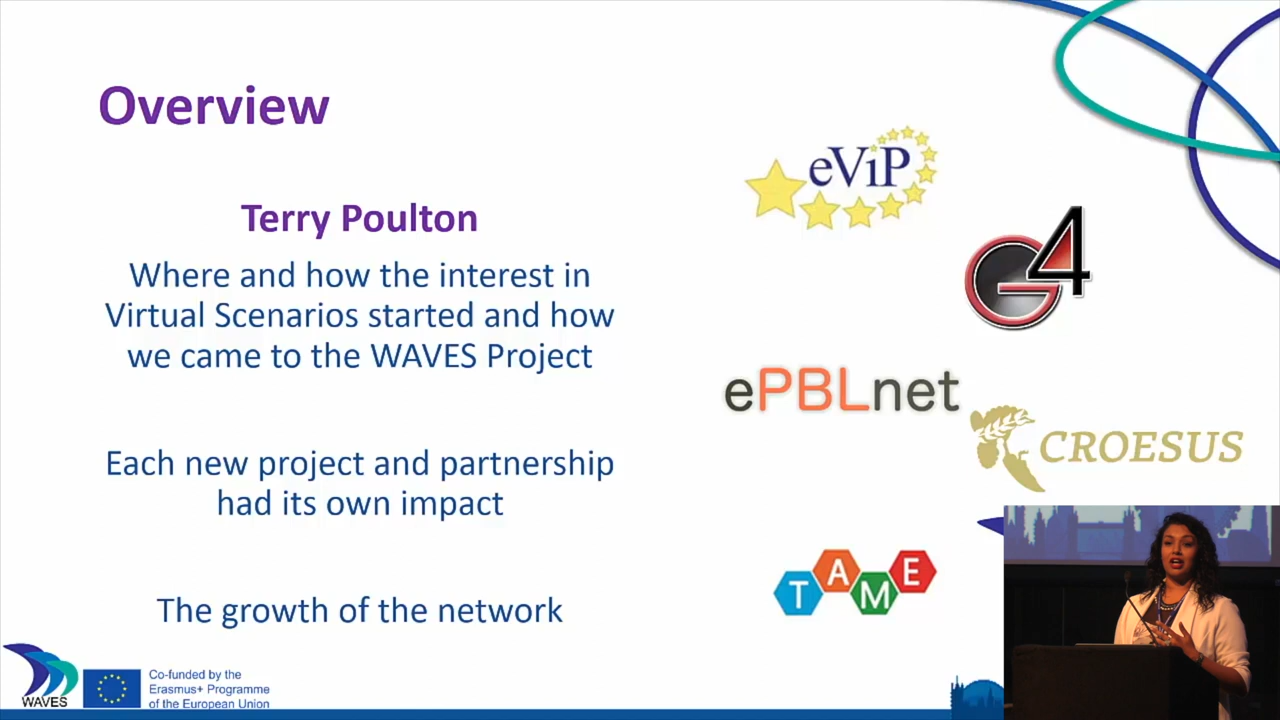 Overview
Terry Poulton
Where and how the interest in
Virtual Scenarios started and how
we came to the WAVES Project
Each new project and partnership
had its own impact
The growth of the network
eViP
G4
ePBLnet
CROESUS
TAME
WAVES
Co-funded by the
Erasmus+ Programme
of the European Union